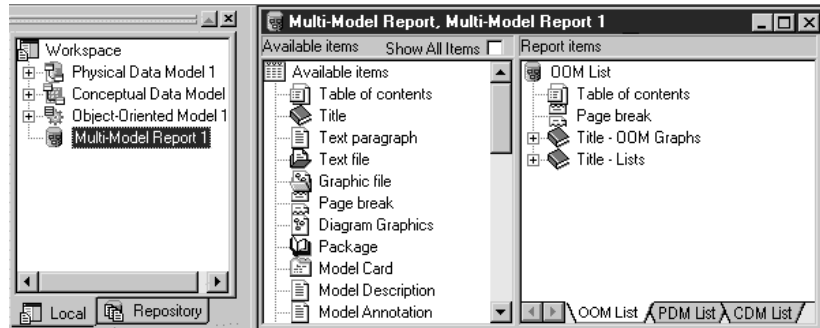 Workspace
Physical Data Model 1
Conceptual Data Model
Object-Oriented Model 1
Multi-Model Report 1
Local
Repository
Multi-Model Report, Multi-Model Report 1
Available items
Show All Items
Report items
Available items
Table of contents
Title
Text paragraph
Text file
Graphic file
Page break
Diagram Graphics
Package
Model Card
Model Description
Model Annotation
OOM List
Table of contents
Page break
Title - OOM Graphs
Title - Lists
OOM List
PDM List
CDM List